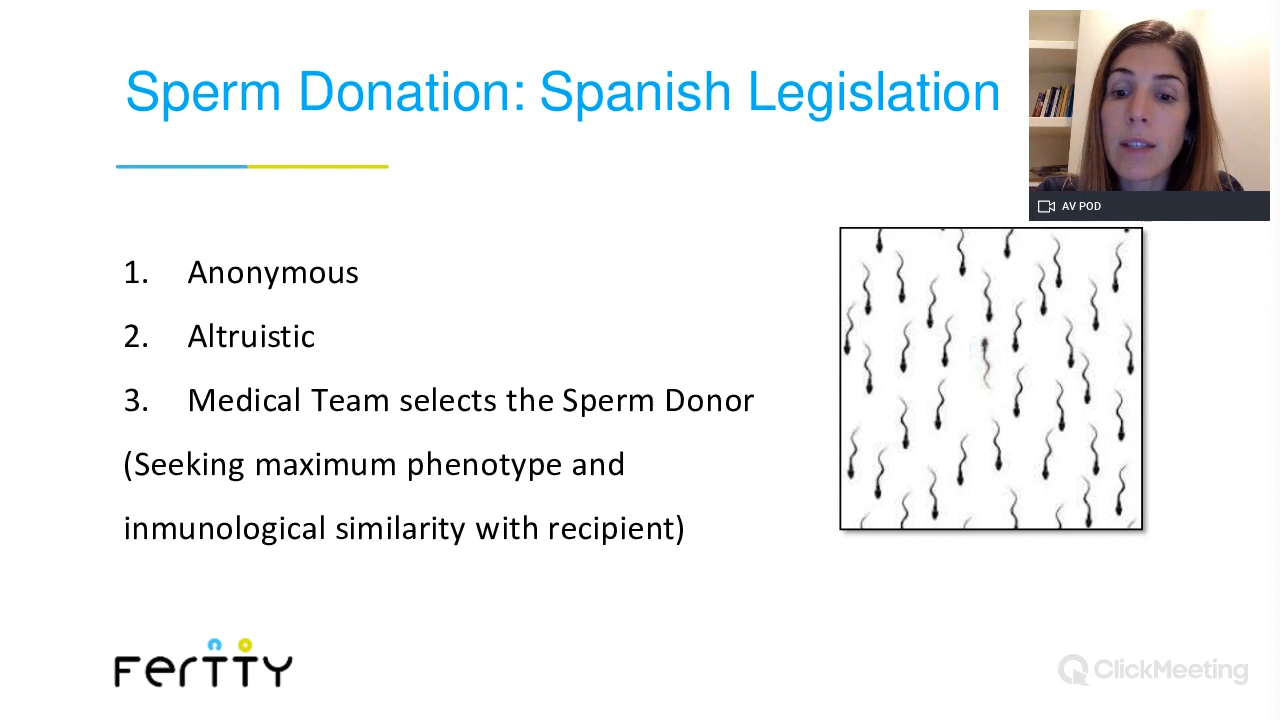 Sperm Donation: Spanish Legislation
AV POD
1. Anonymous
2. Altruistic
3. Medical Team selects the Sperm Donor
(Seeking maximum phenotype and
inmunological similarity with recipient)
Fertty
ClickMeeting